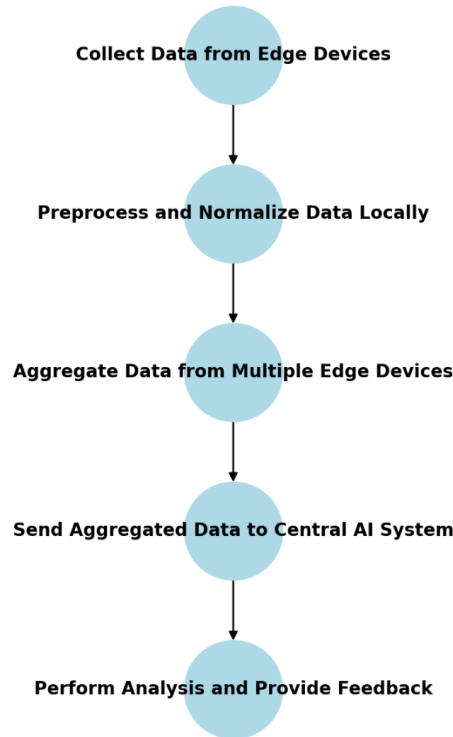 Collect Data from Edge Devices
Preprocess and Normalize Data Locally
Aggregate Data from Multiple Edge Devices
Send Aggregated Data to Central AI System
Perform Analysis and Provide Feedback